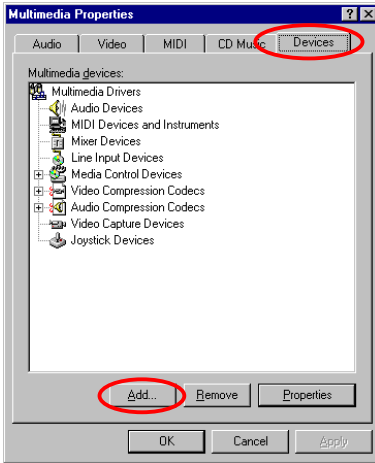 Multimedia Properties
Audio Video MIDI CD Music Devices
Multimedia devices:
Multimedia Drivers
Audio Devices
MIDI Devices and Instruments
Mixer Devices
Line Input Devices
Media Control Devices
Video Compression Codecs
Audio Compression Codecs
Video Capture Devices
Joystick Devices
Add... Remove Properties
OK Cancel Apply